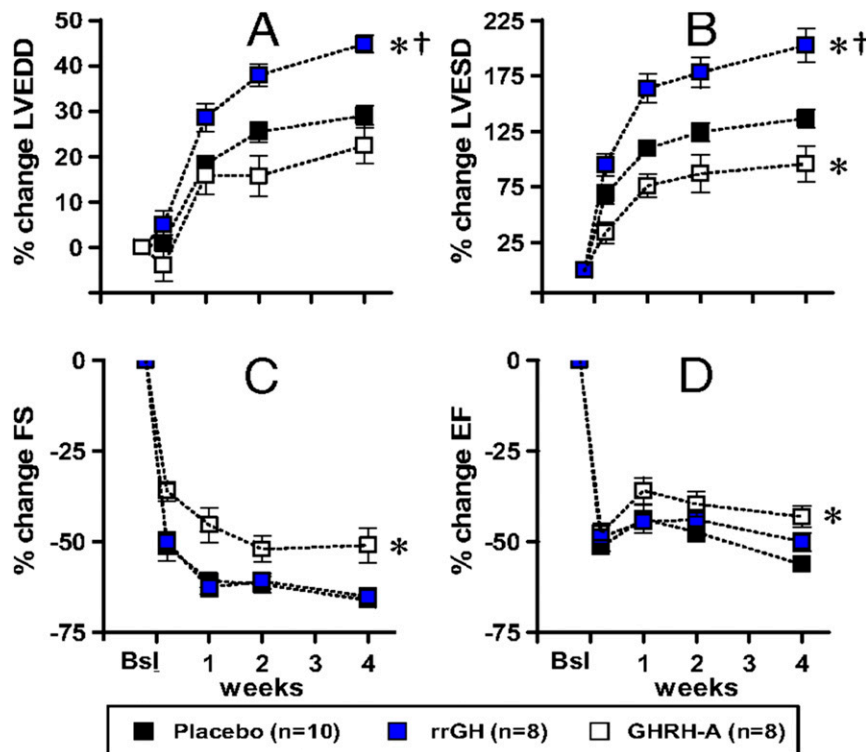 A
% change LVEDD
50
40
30
20
10
0
*†
B
% change LVESD
225
175
125
75
25
*†
*
C
% change FS
0
-25
-50
-75
*
Bsl 1 2 3 4
weeks
D
% change EF
0
-25
-50
-75
*
Bsl 1 2 3 4
weeks
Placebo (n=10) rrGH (n=8) GHRH-A (n=8)